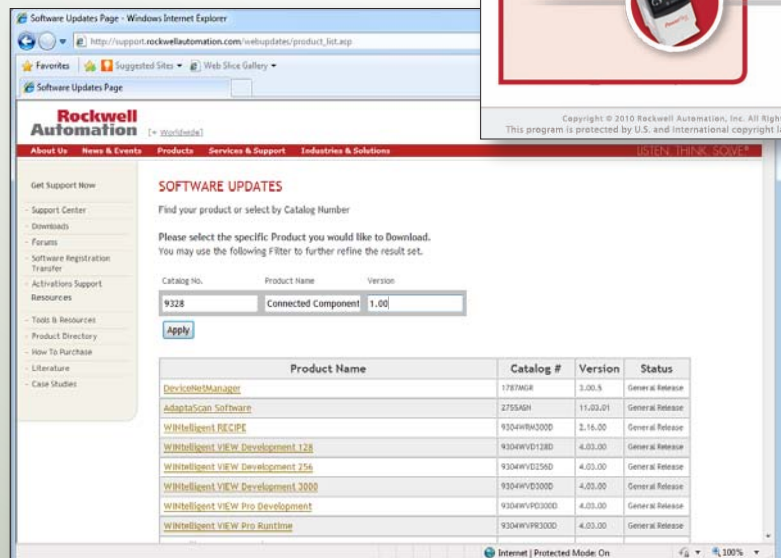 Software Updates Page - Windows Internet Explorer
http://support.rockwellautomation.com/webupdates/product_list.asp
Favorites Suggested Sites Web Slice Gallery
Software Updates Page
PowerFlex
Copyright © 2010 Rockwell Automation, Inc. All Righ
This program is protected by U.S. and international copyright la
Rockwell
Automation [+ Worldwide]
About Us News & Events Products Services & Support Industries & Solutions LISTEN. THINK. SOLVE.®
Get Support Now
- Support Center
- Downloads
- Forums
- Software Registration
Transfer
- Activations Support
Resources
- Tools & Resources
- Product Directory
- How To Purchase
- Literature
- Case Studies
SOFTWARE UPDATES
Find your product or select by Catalog Number
Please select the specific Product you would like to Download.
You may use the following Filter to further refine the result set.
Catalog No. Product Name Version
9328 Connected Component 1.00
Apply
Product Name Catalog # Version Status
DeviceNetManager 1787MGR 3.00.5 General Release
AdaptaScan Software 2755ASN 11.03.01 General Release
WINtelligent RECIPE 9304WRM300D 2.16.00 General Release
WINtelligent VIEW Development 128 9304WVD128D 4.03.00 General Release
WINtelligent VIEW Development 256 9304WVD256D 4.03.00 General Release
WINtelligent VIEW Development 3000 9304WVD300D 4.03.00 General Release
WINtelligent VIEW Pro Development 9304WVPD300D 4.03.00 General Release
WINtelligent VIEW Pro Runtime 9304WVPR300D 4.03.00 General Release
Internet | Protected Mode: On 100%